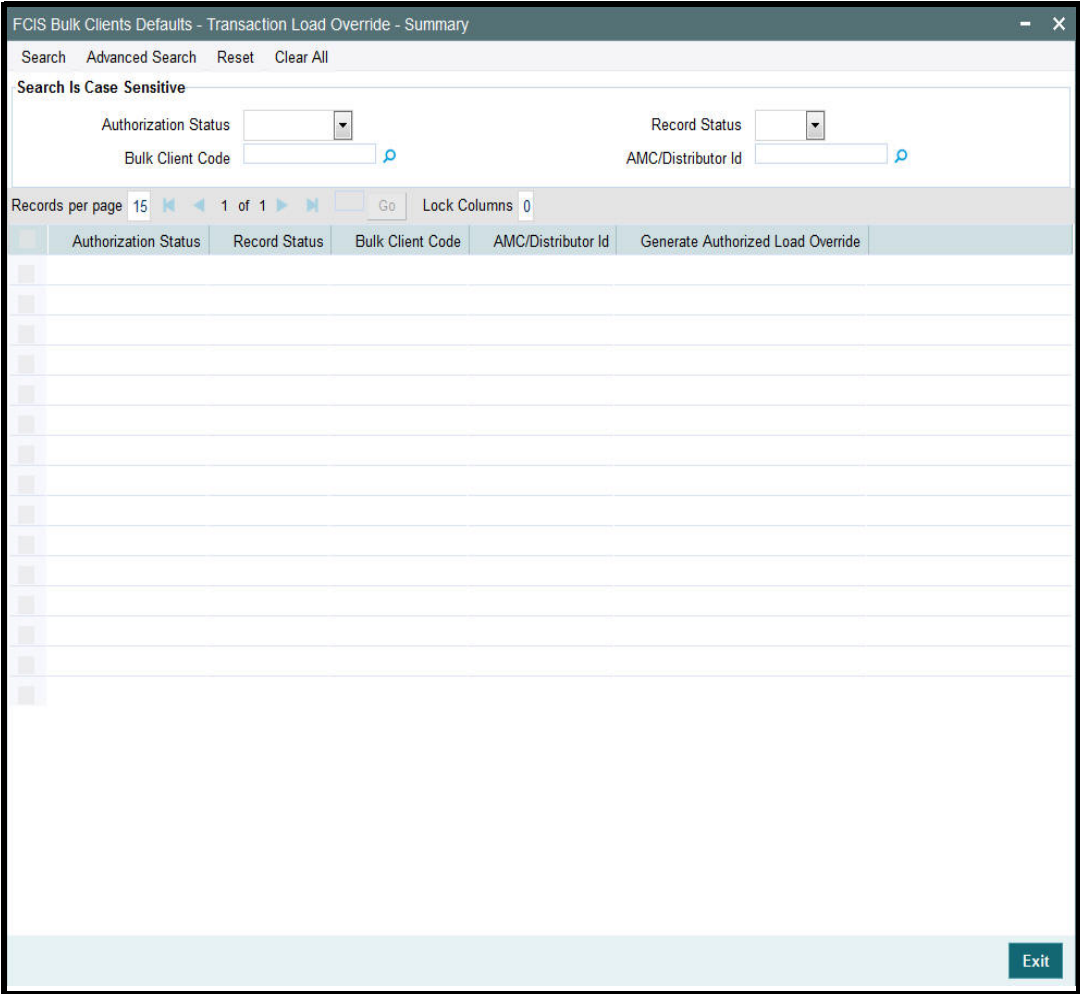 FCIS Bulk Clients Defaults - Transaction Load Override - Summary
Search Advanced Search Reset Clear All
Search Is Case Sensitive
Authorization Status Record Status
Bulk Client Code AMC/Distributor Id
Records per page 15 1 of 1 Go Lock Columns 0
Authorization Status Record Status Bulk Client Code AMC/Distributor Id Generate Authorized Load Override
Exit